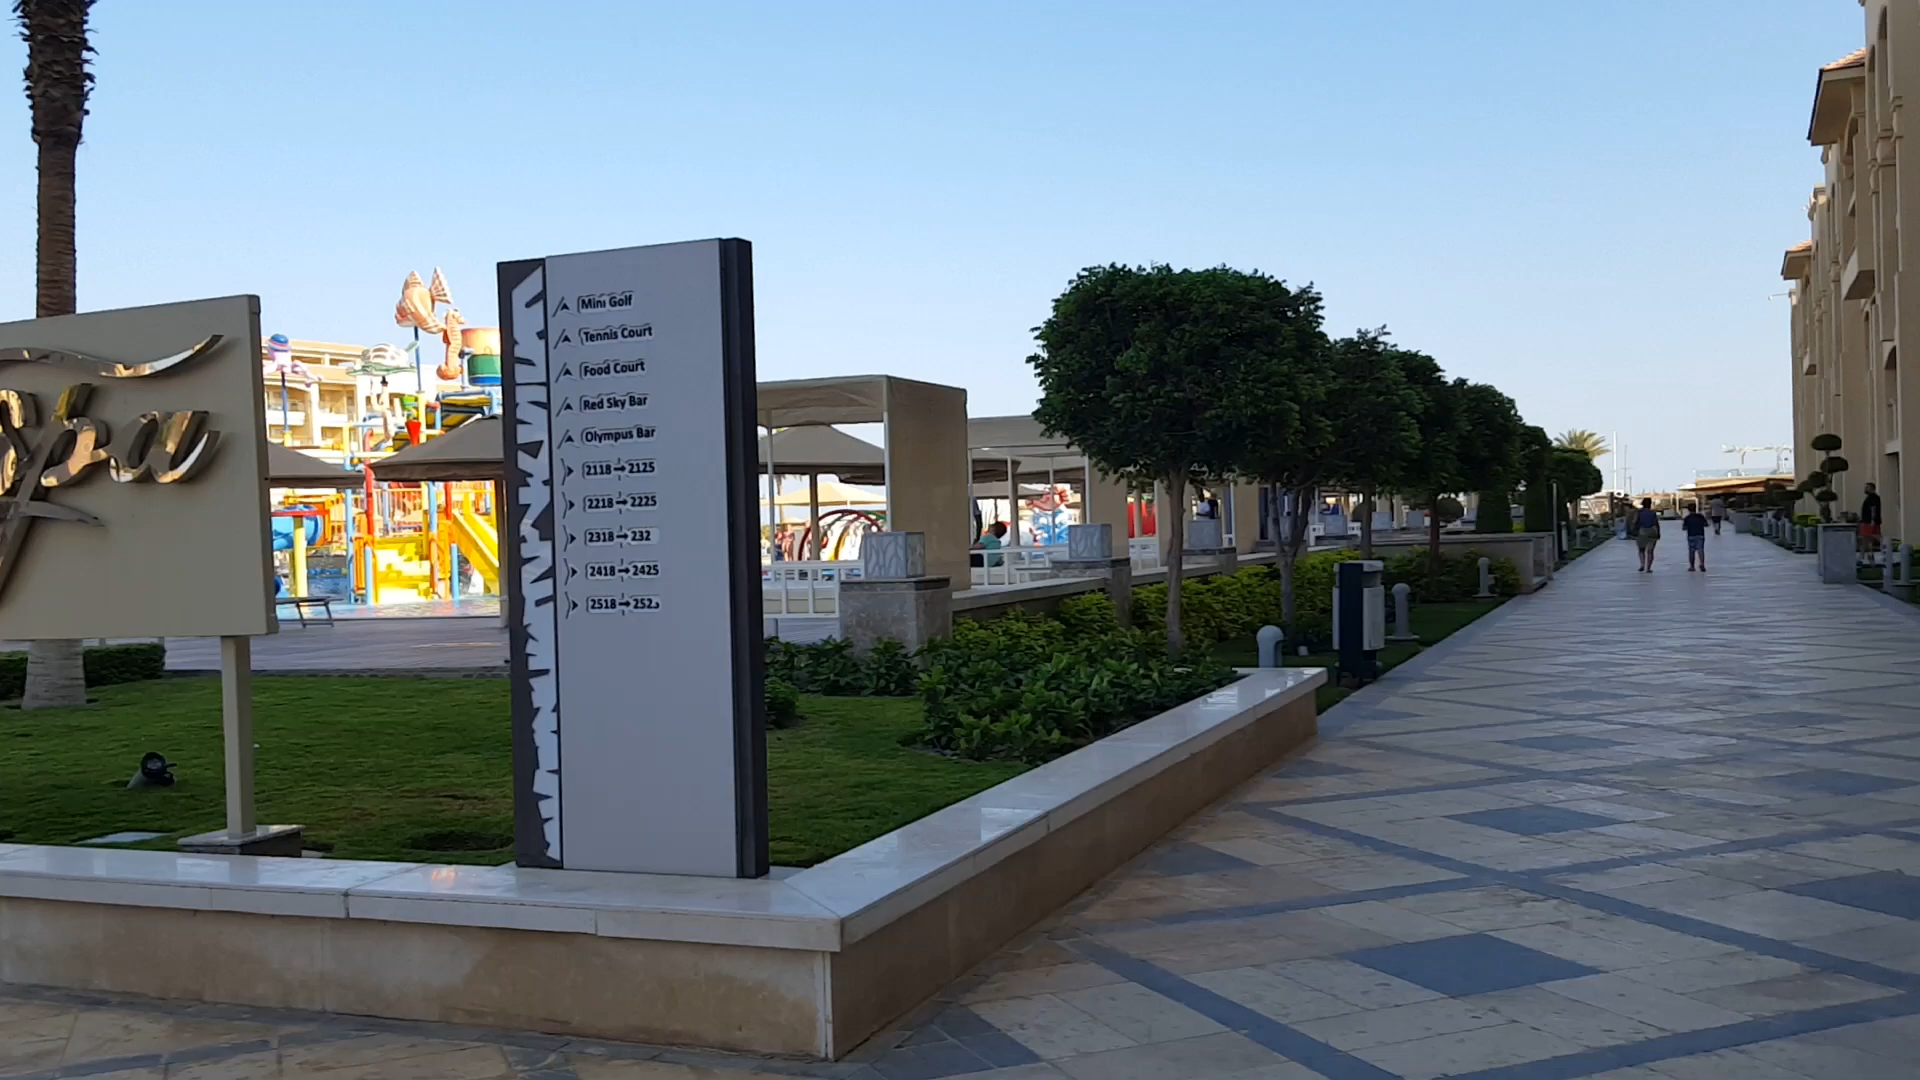 Spa
Mini Golf
Tennis Court
Food Court
Red Sky Bar
Olympus Bar
2118→2125
2218→2225
2318→232
2418→2425
2518→252